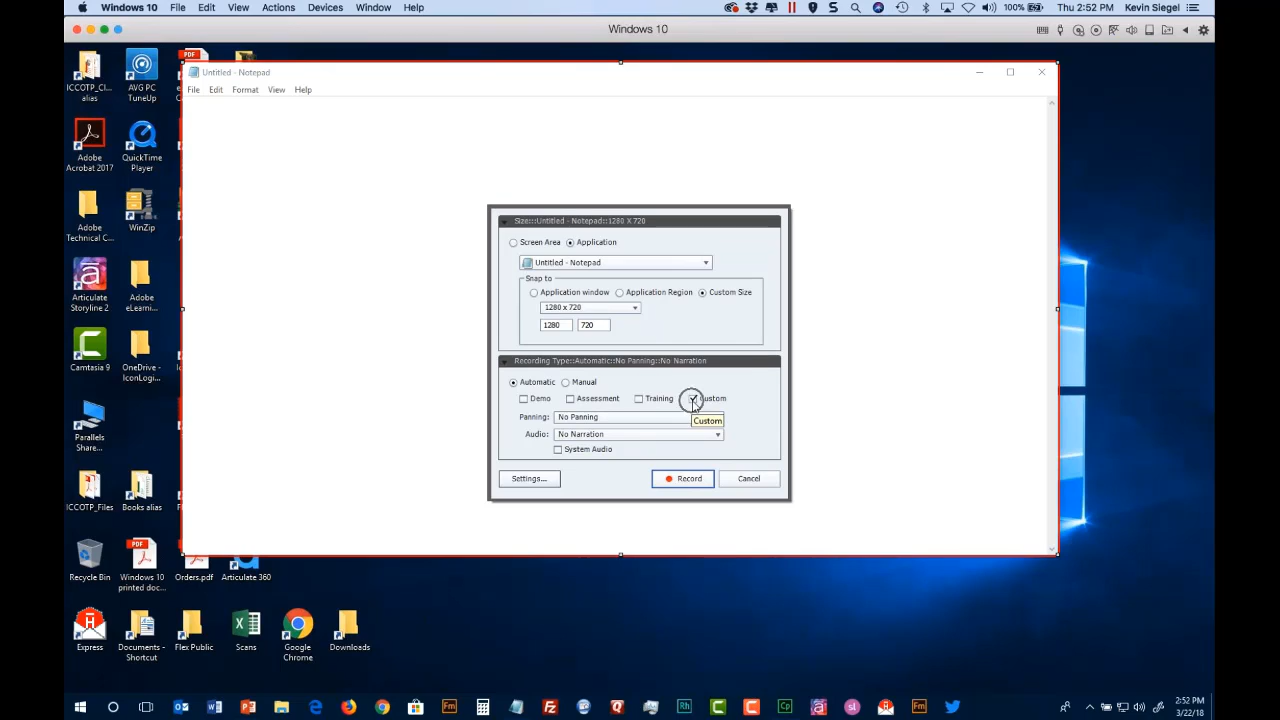 Windows 10 File Edit View Actions Devices Window Help 100% Thu 2:52 PM Kevin Siegel
Windows 10
ICCOTP_Cl...
alias
AVG PC
TuneUp
PDF
Untitled - Notepad
File Edit Format View Help
Adobe
Acrobat 2017
QuickTime
Player
Adobe
Technical C...
WinZip
Articulate
Storyline 2
Adobe
eLearni...
Camtasia 9
OneDrive -
IconLogi...
Parallels
Share...
ICCOTP_Files
Books alias
Recycle Bin
PDF
Windows 10
printed doc...
Orders.pdf
Articulate 360
Express
Documents -
Shortcut
Flex Public
Scans
Google
Chrome
Downloads
Size:::Untitled - Notepad::1280 X 720
Screen Area Application
Untitled - Notepad
Snap to
Application window Application Region Custom Size
1280 x 720
1280 720
Recording Type::Automatic::No Panning::No Narration
Automatic Manual
Demo Assessment Training Custom
Panning: No Panning
Custom
Audio: No Narration
System Audio
Settings... Record Cancel
2:52 PM
3/22/18